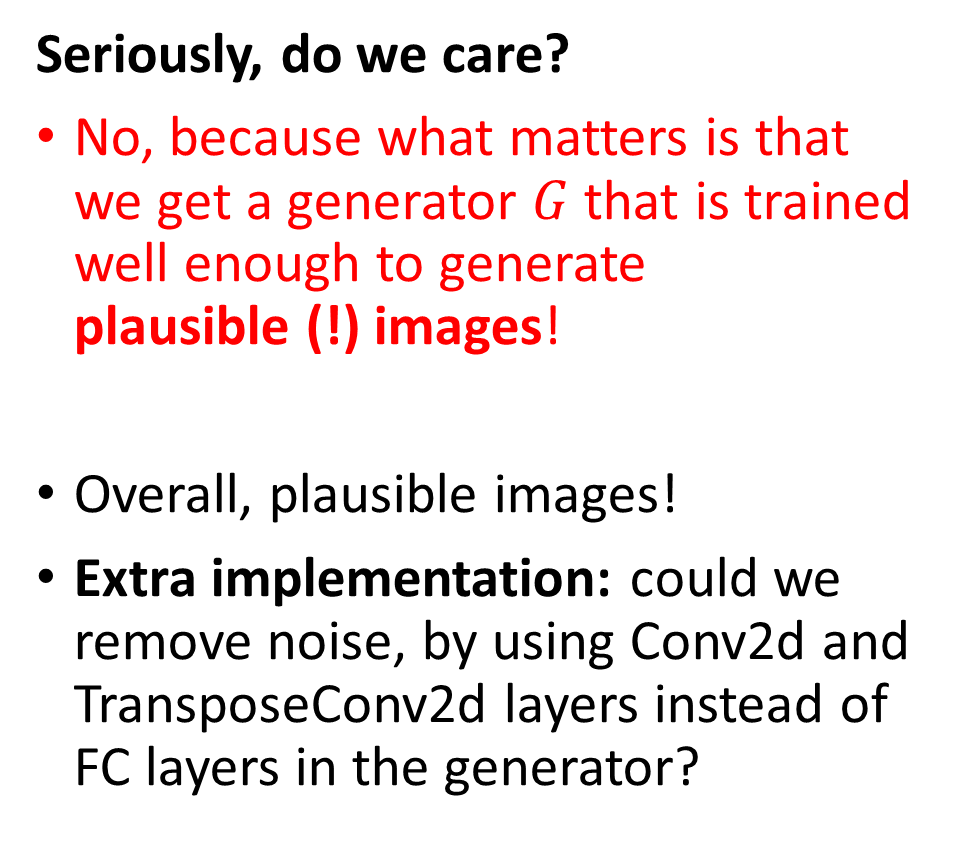 Seriously, do we care?
• No, because what matters is that
we get a generator 𝐺 that is trained
well enough to generate
plausible (!) images!
• Overall, plausible images!
• Extra implementation: could we
remove noise, by using Conv2d and
TransposeConv2d layers instead of
FC layers in the generator?